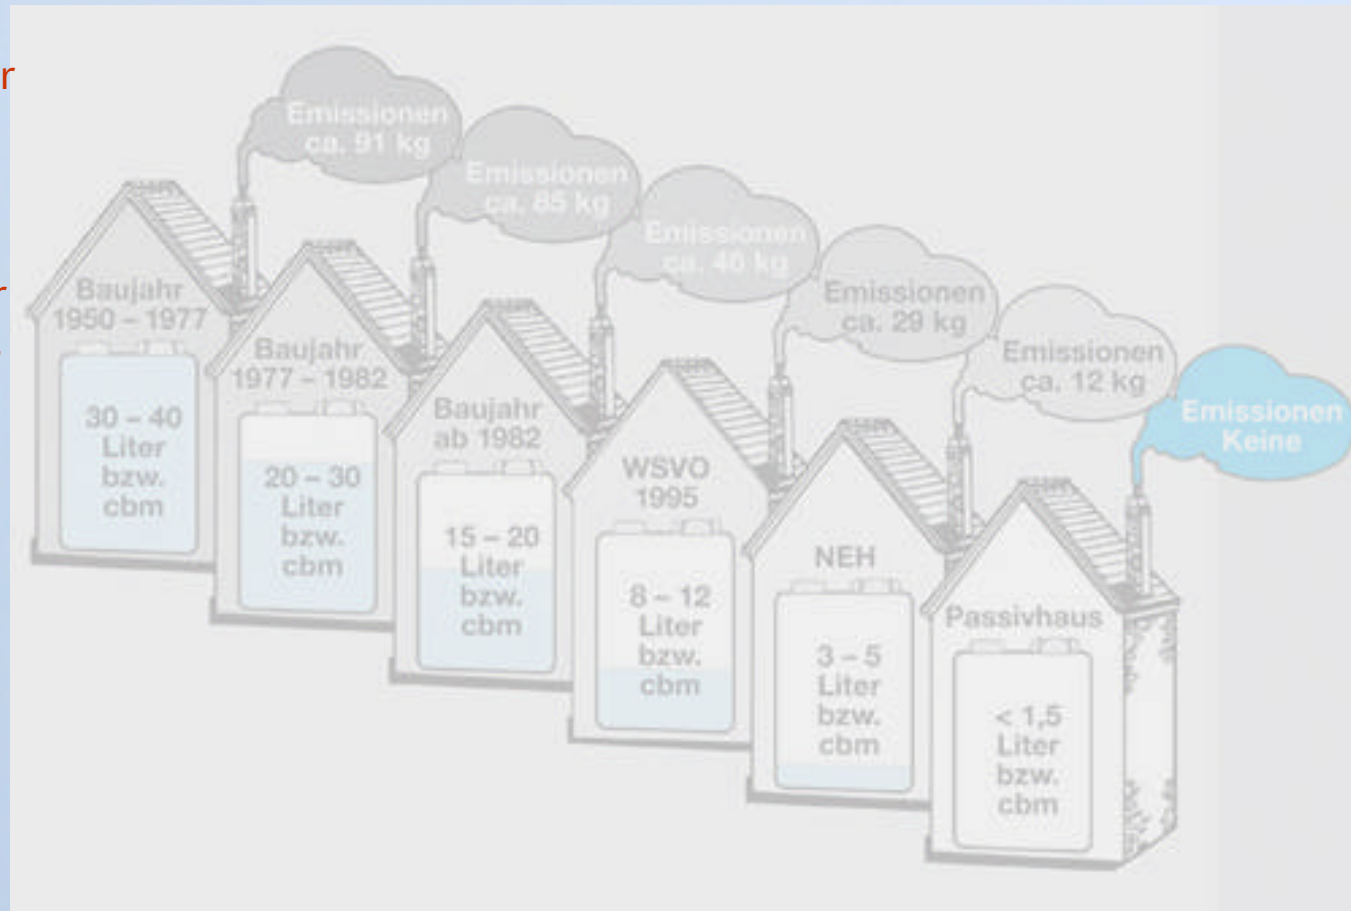 r
Emissionen
ca. 91 kg
Emissionen
ca. 85 kg
Emissionen
ca. 46 kg
Emissionen
ca. 29 kg
Emissionen
ca. 12 kg
Emissionen
Keine
Baujahr
1950 – 1977
30 – 40
Liter
bzw.
cbm
Baujahr
1977 – 1982
20 – 30
Liter
bzw.
cbm
Baujahr
ab 1982
15 – 20
Liter
bzw.
cbm
WSVO
1995
8 – 12
Liter
bzw.
cbm
NEH
3 – 5
Liter
bzw.
cbm
Passivhaus
< 1,5
Liter
bzw.
cbm
r